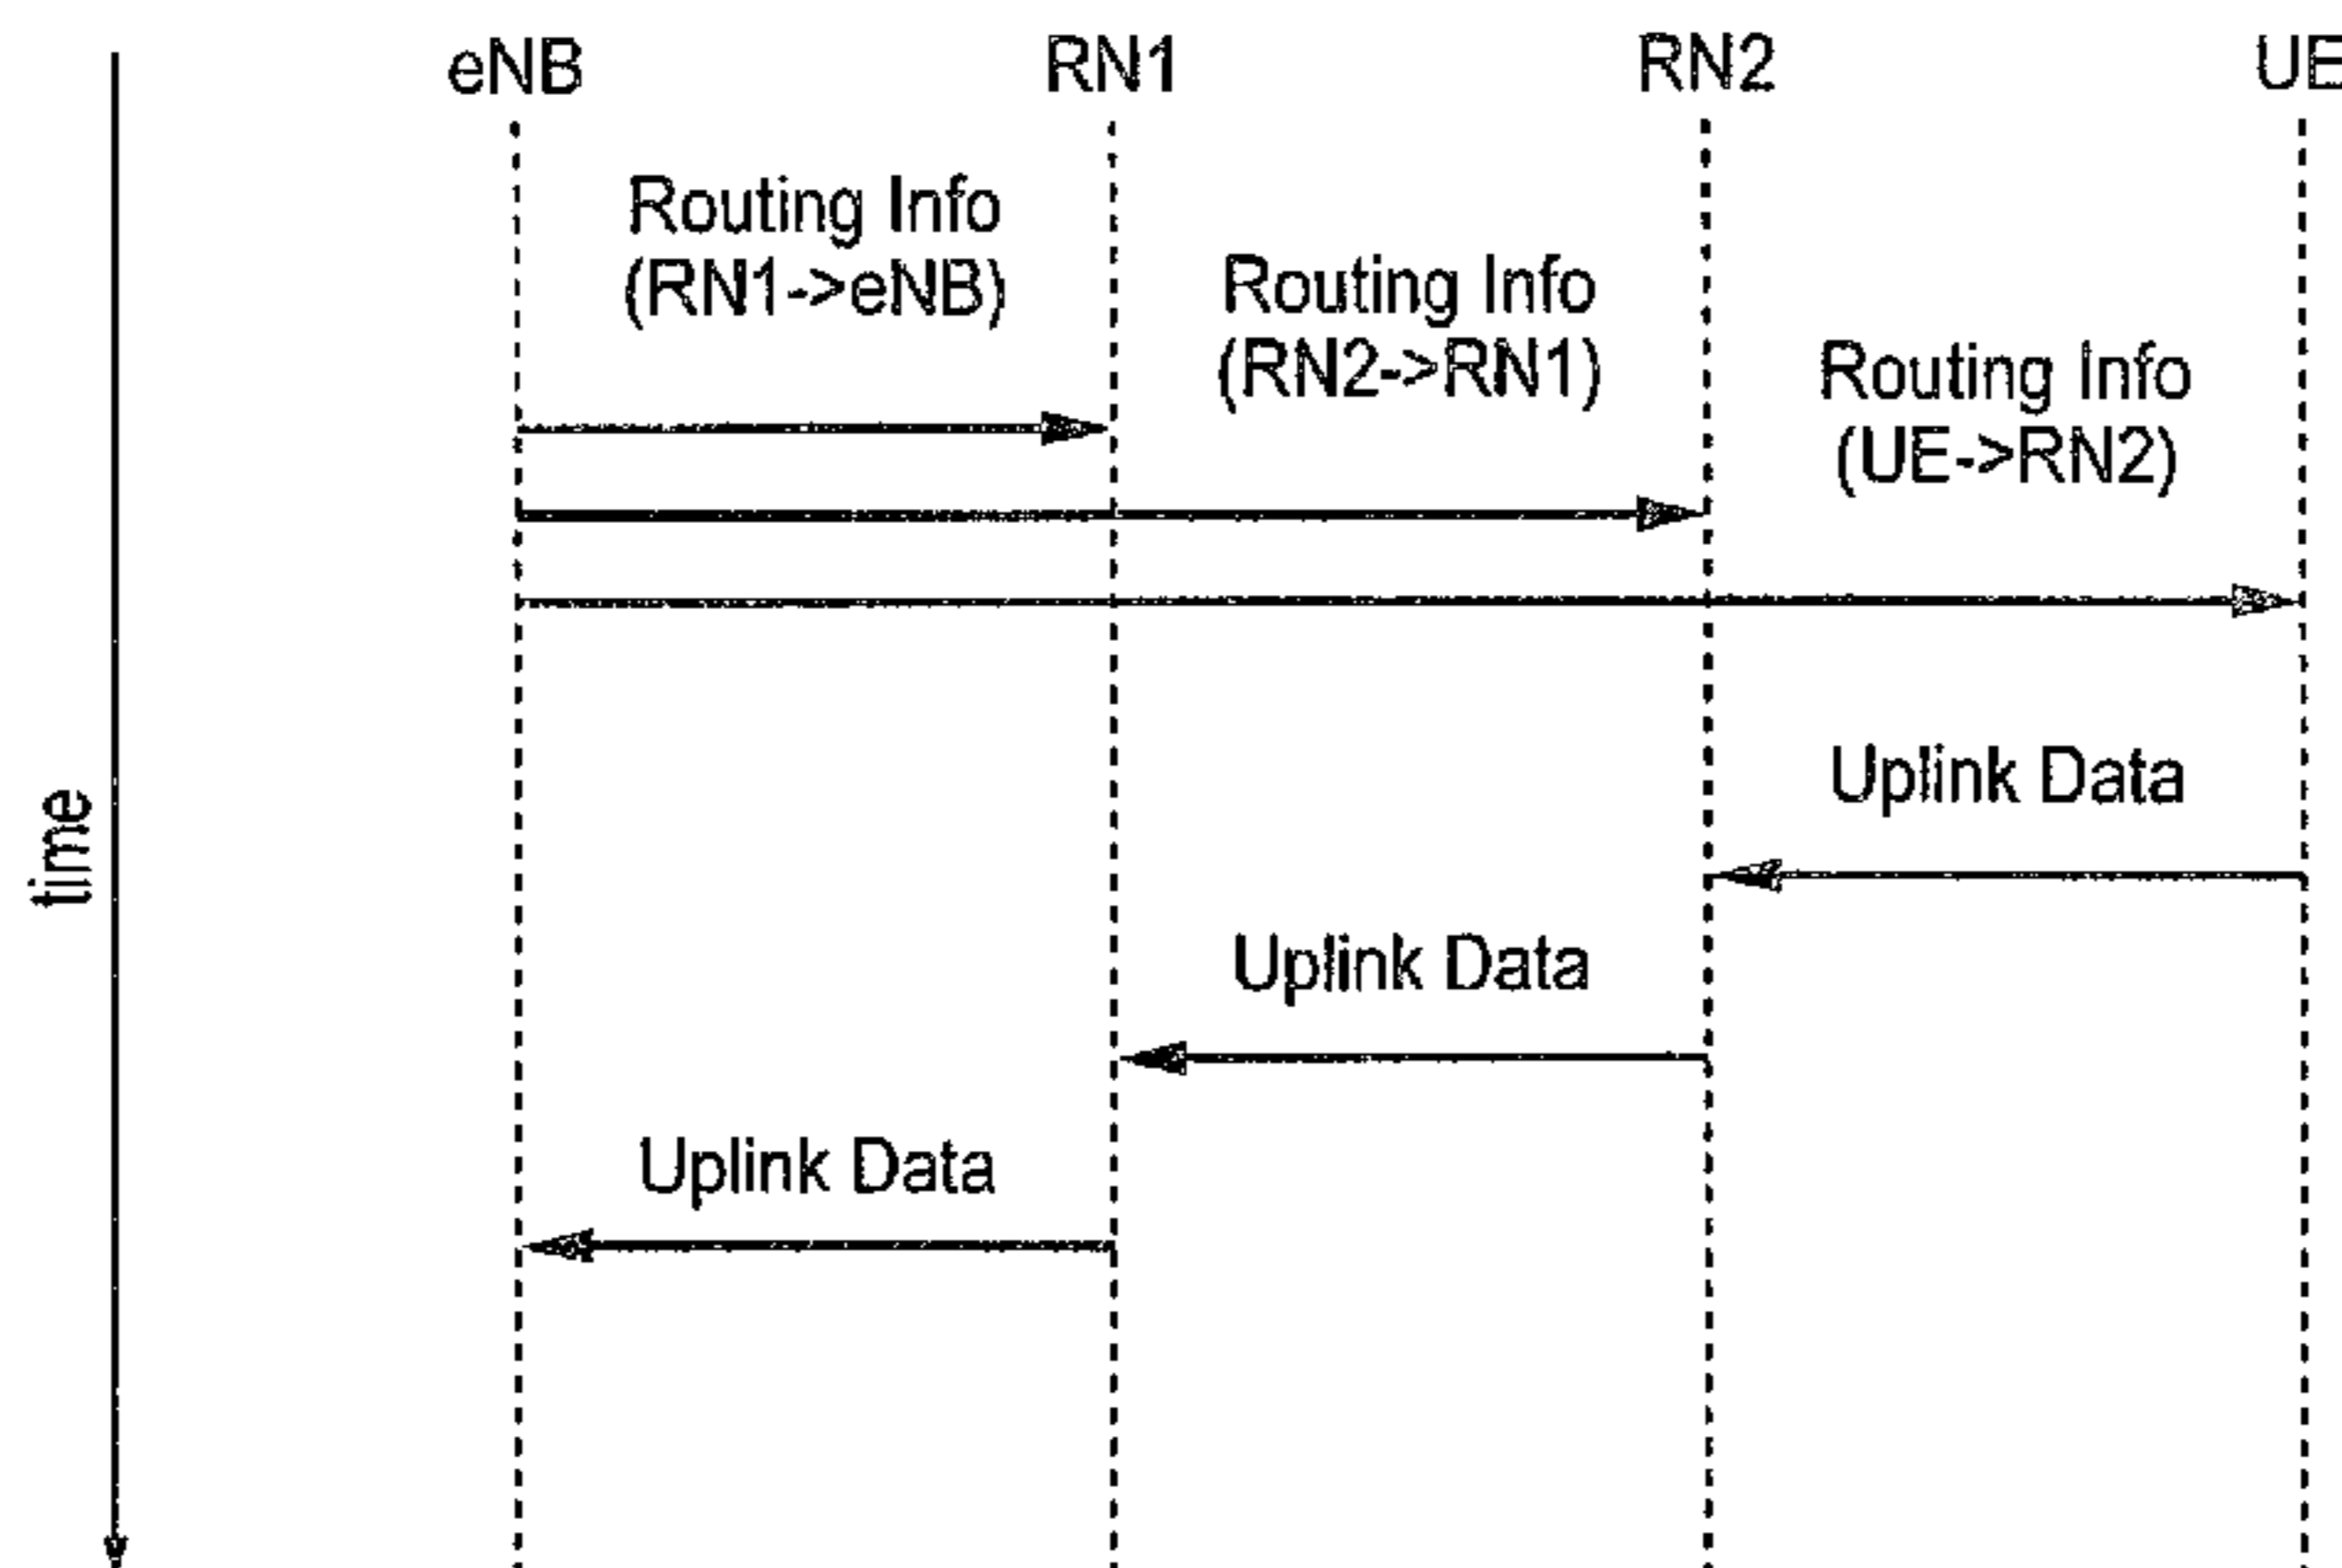 eNB RN1 RN2 UE
Routing Info
(RN1->eNB)
Routing Info
(RN2->RN1)
Routing Info
(UE->RN2)
time
Uplink Data
Uplink Data
Uplink Data